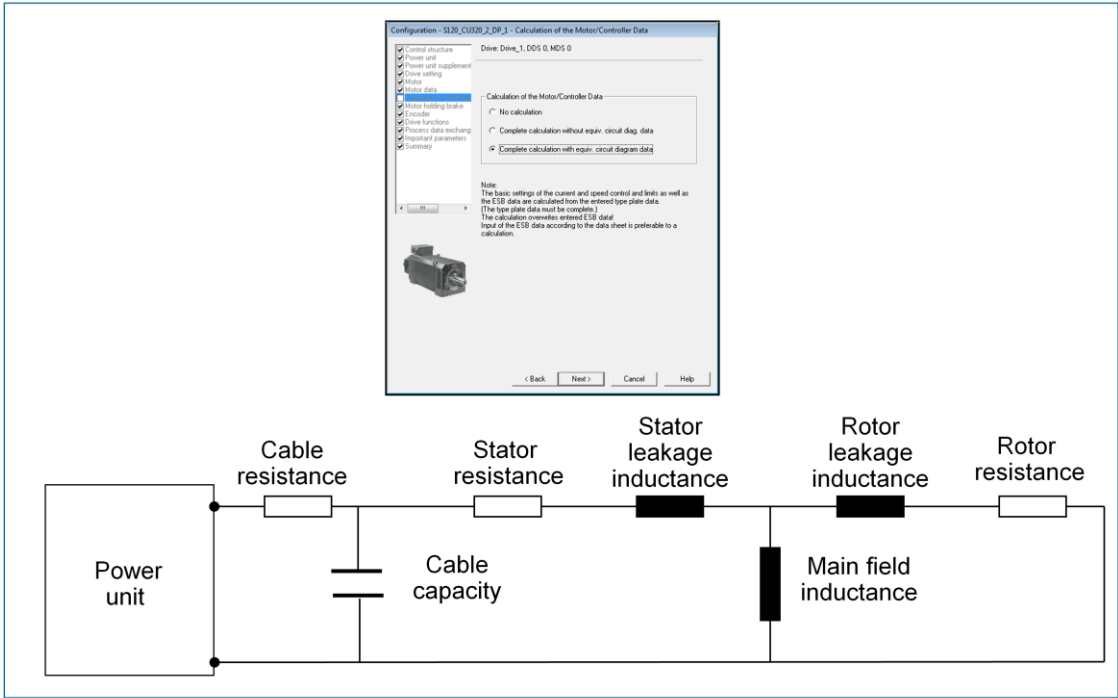 Configuration - S120_CU320_2_DP_1 - Calculation of the Motor/Controller Data
Control structure
Power unit
Power unit supplement
Drive setting
Motor
Motor data
Motor holding brake
Encoder
Drive functions
Process data exchang
Important parameters
Summary
Drive: Drive_1, DDS 0, MDS 0
Calculation of the Motor/Controller Data
No calculation
Complete calculation without equiv. circuit diag. data
Complete calculation with equiv. circuit diagram data
Note:
The basic settings of the current and speed control and limits as well as
the ESB data are calculated from the entered type plate data.
(The type plate data must be complete.)
The calculation overwrites entered ESB data!
Input of the ESB data according to the data sheet is preferable to a
calculation.
< Back
Next >
Cancel
Help
Cable
resistance
Stator
resistance
Stator
leakage
inductance
Rotor
leakage
inductance
Rotor
resistance
Power
unit
Cable
capacity
Main field
inductance